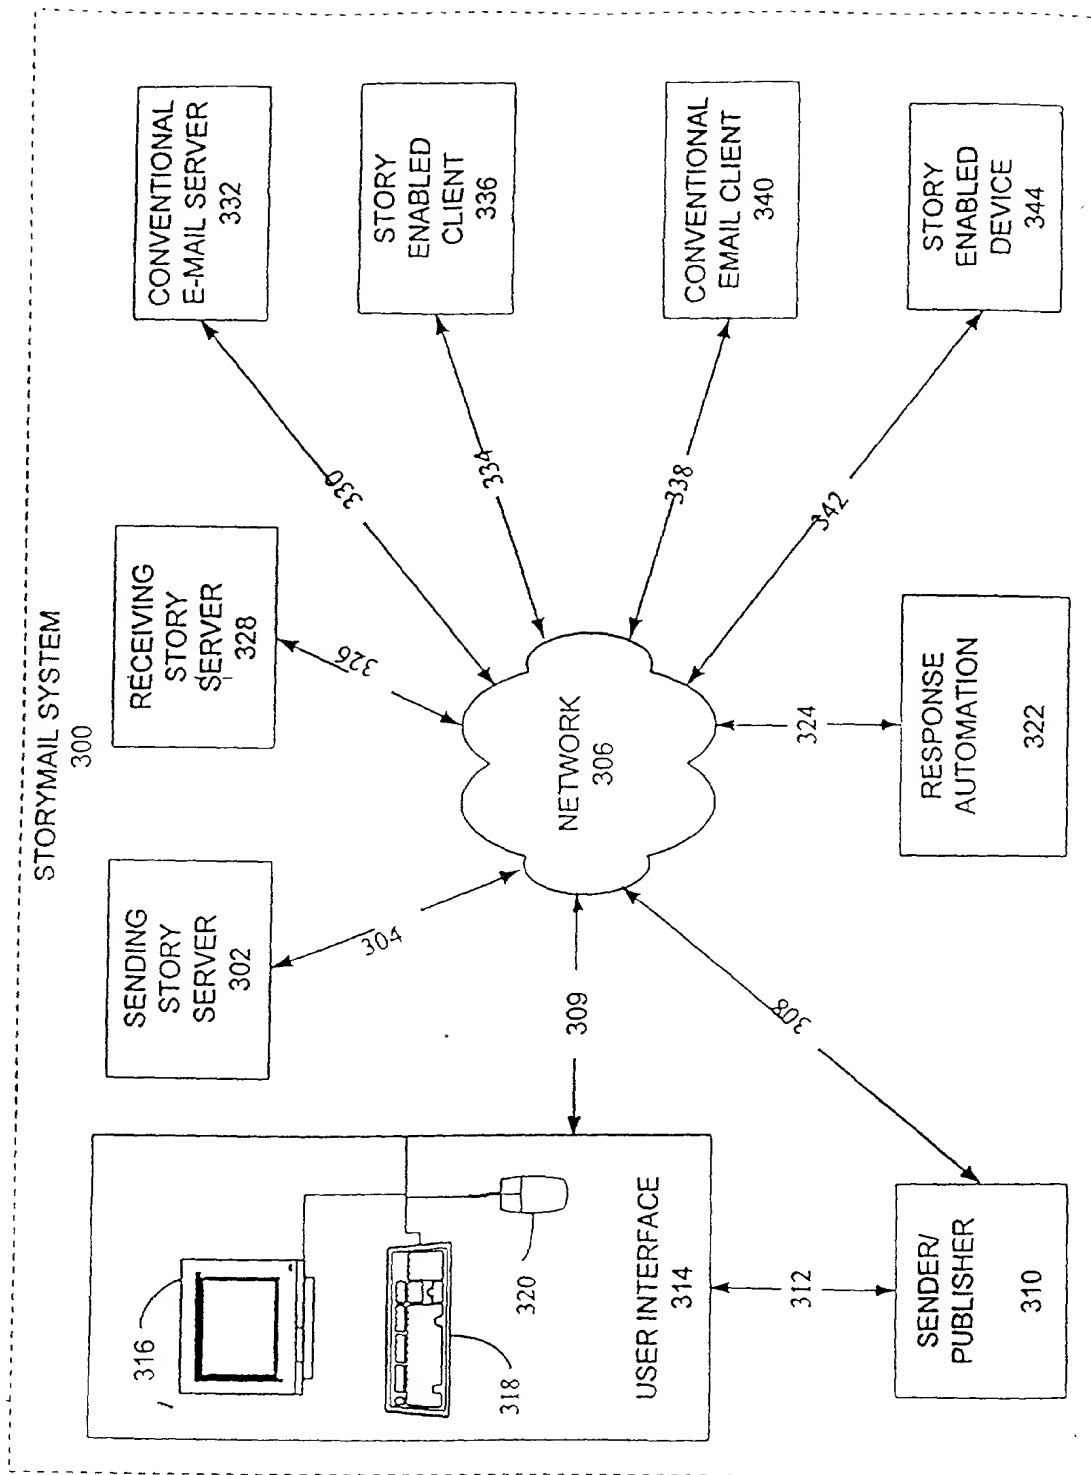 STORYMAIL SYSTEM
300
SENDING
STORY
SERVER
302
RECEIVING
STORY
SERVER
328
CONVENTIONAL
E-MAIL SERVER
332
STORY
ENABLED
CLIENT
336
CONVENTIONAL
EMAIL CLIENT
340
STORY
ENABLED
DEVICE
344
304
326
330
334
338
342
NETWORK
306
309
308
324
316
318
320
USER INTERFACE
314
312
SENDER/
PUBLISHER
310
RESPONSE
AUTOMATION
322